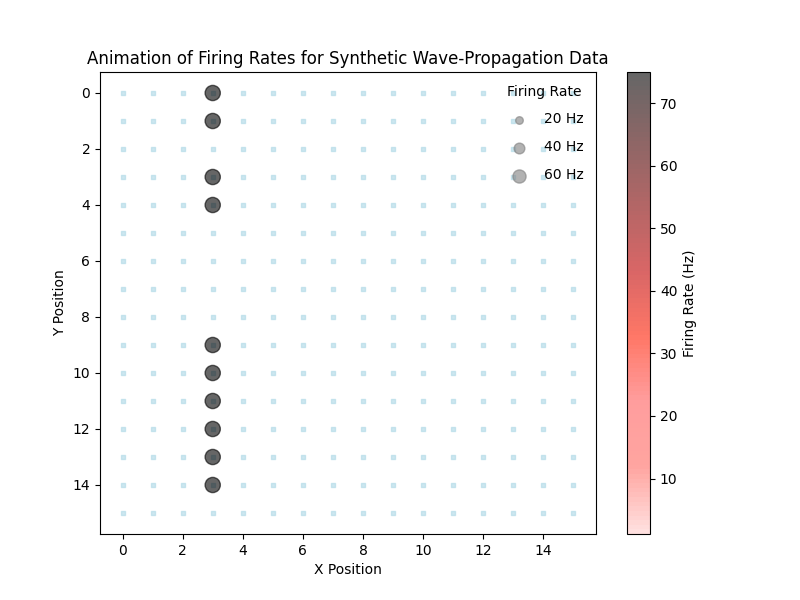 Animation of Firing Rates for Synthetic Wave-Propagation Data
Firing Rate
20 Hz
40 Hz
60 Hz
0
2
4
6
8
10
12
14
Y Position
0 2 4 6 8 10 12 14
X Position
70
60
50
40
30
20
10
Firing Rate (Hz)